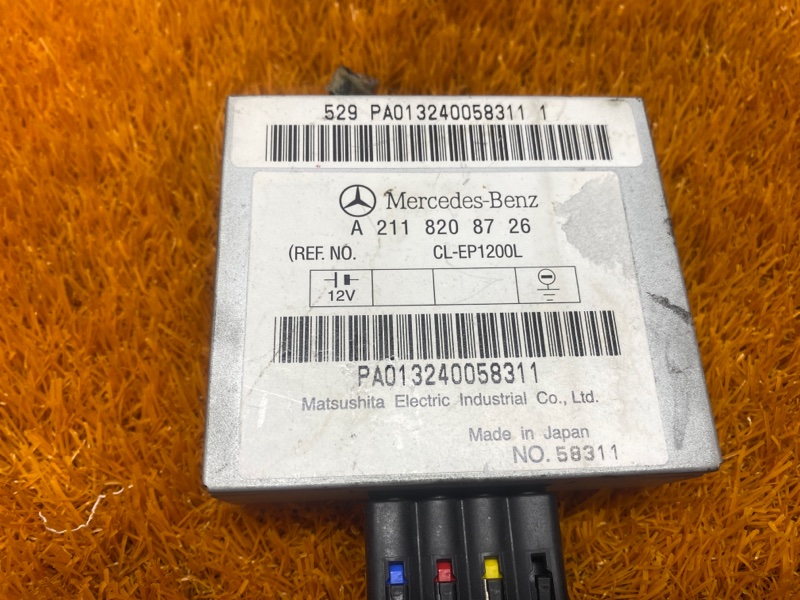 529 PA013240058311 1
Mercedes-Benz
A 211 820 87 26
(REF. NO. CL-EP1200L
12V
PA013240058311
Matsushita Electric Industrial Co., Ltd.
Made in Japan
NO. 58311